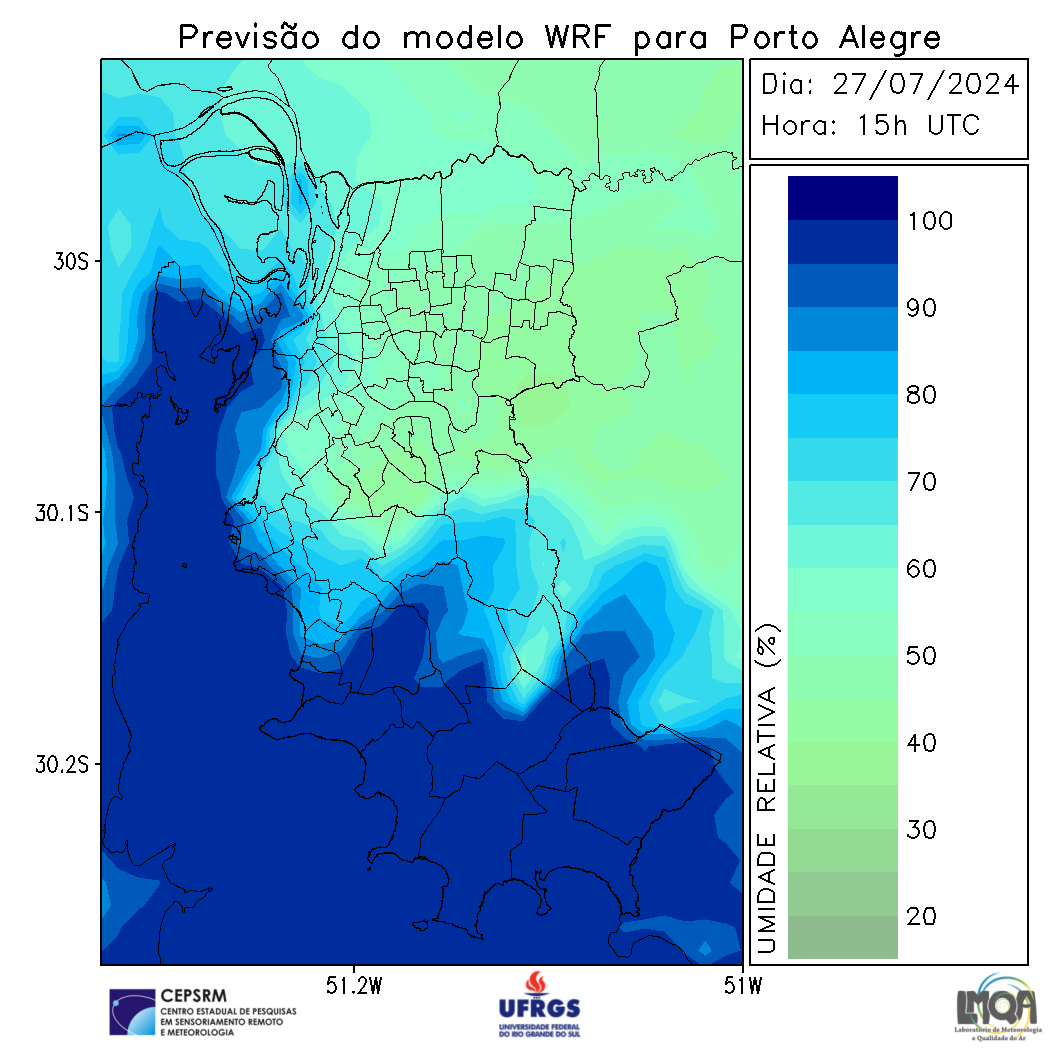 Previsão do modelo WRF para Porto Alegre
Dia: 27/07/2024
Hora: 15h UTC
30S
30.1S
30.2S
51.2W
51W
UMIDADE RELATIVA (%)
100
90
80
70
60
50
40
30
20
CEPSRM
CENTRO ESTADUAL DE PESQUISAS
EM SENSORIAMENTO REMOTO
E METEOROLOGIA
UFRGS
UNIVERSIDADE FEDERAL
DO RIO GRANDE DO SUL
LMQA
Laboratório de Meteorologia
e Qualidade do Ar